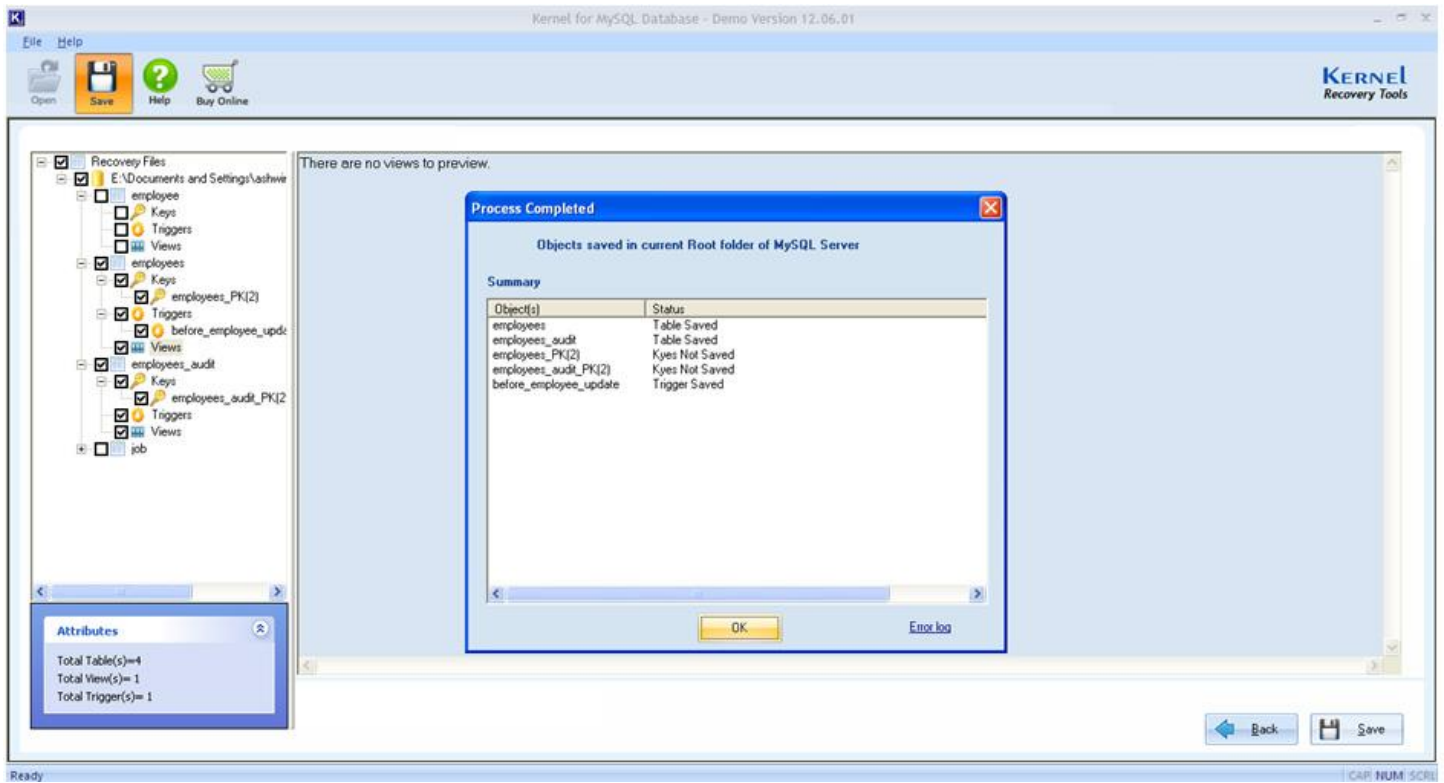 Kernel for MySQL Database - Demo Version 12.06.01
File Help
Open Save Help Buy Online
KERNEL
Recovery Tools
Recovery Files
E:\Documents and Settings\ashwir
employee
Keys
Triggers
Views
employees
Keys
employees_PK(2)
Triggers
before_employee_upda
Views
employees_audit
Keys
employees_audit_PK(2
Triggers
Views
job
Attributes
Total Table(s)=4
Total View(s)= 1
Total Trigger(s)= 1
There are no views to preview.
Process Completed
Objects saved in current Root folder of MySQL Server
Summary
Object(s) Status
employees Table Saved
employees_audit Table Saved
employees_PK(2) Kyes Not Saved
employees_audit_PK(2) Kyes Not Saved
before_employee_update Trigger Saved
OK Error log
Back Save
Ready CAP NUM SCRL